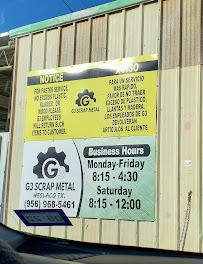 NOTICE
FOR FASTER SERVICE,
NO EXCESS PLASTIC,
RUBBER, OR
WOOD PLEASE.
G3 EMPLOYEES
WILL RETURN SUCH
ITEMS TO CUSTOMER.
G3 SCRAP METAL
AVISO
PARA UN SERVICIO
MAS RAPIDO,
FAVOR DE NO TRAER
EXCESO DE PLASTICO,
LLANTAS Y MADERA.
LOS EMPLEADOS DE G3
DEVOLVERAN
ARTICULOS AL CLIENTE
G
G3 SCRAP METAL
WESLACO TX.
(956) 968-5461
Business Hours
Monday-Friday
8:15 - 4:30
Saturday
8:15 - 12:00